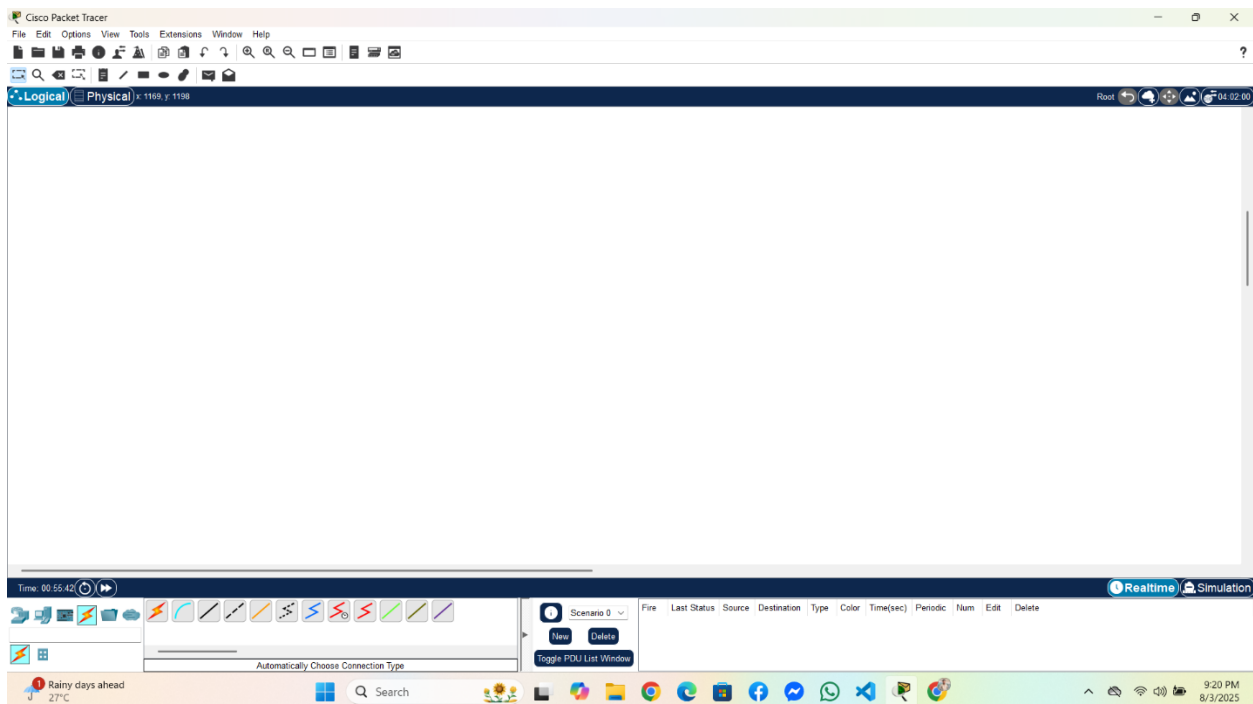 Cisco Packet Tracer
File Edit Options View Tools Extensions Window Help
?
Logical Physical x: 1169, y: 1198 Root 04:02:00
Time: 00:55:42 Realtime Simulation
Scenario 0 Fire Last Status Source Destination Type Color Time(sec) Periodic Num Edit Delete
New Delete
Toggle PDU List Window
Automatically Choose Connection Type
1 Rainy days ahead
27°C
Search
9:20 PM
8/3/2025